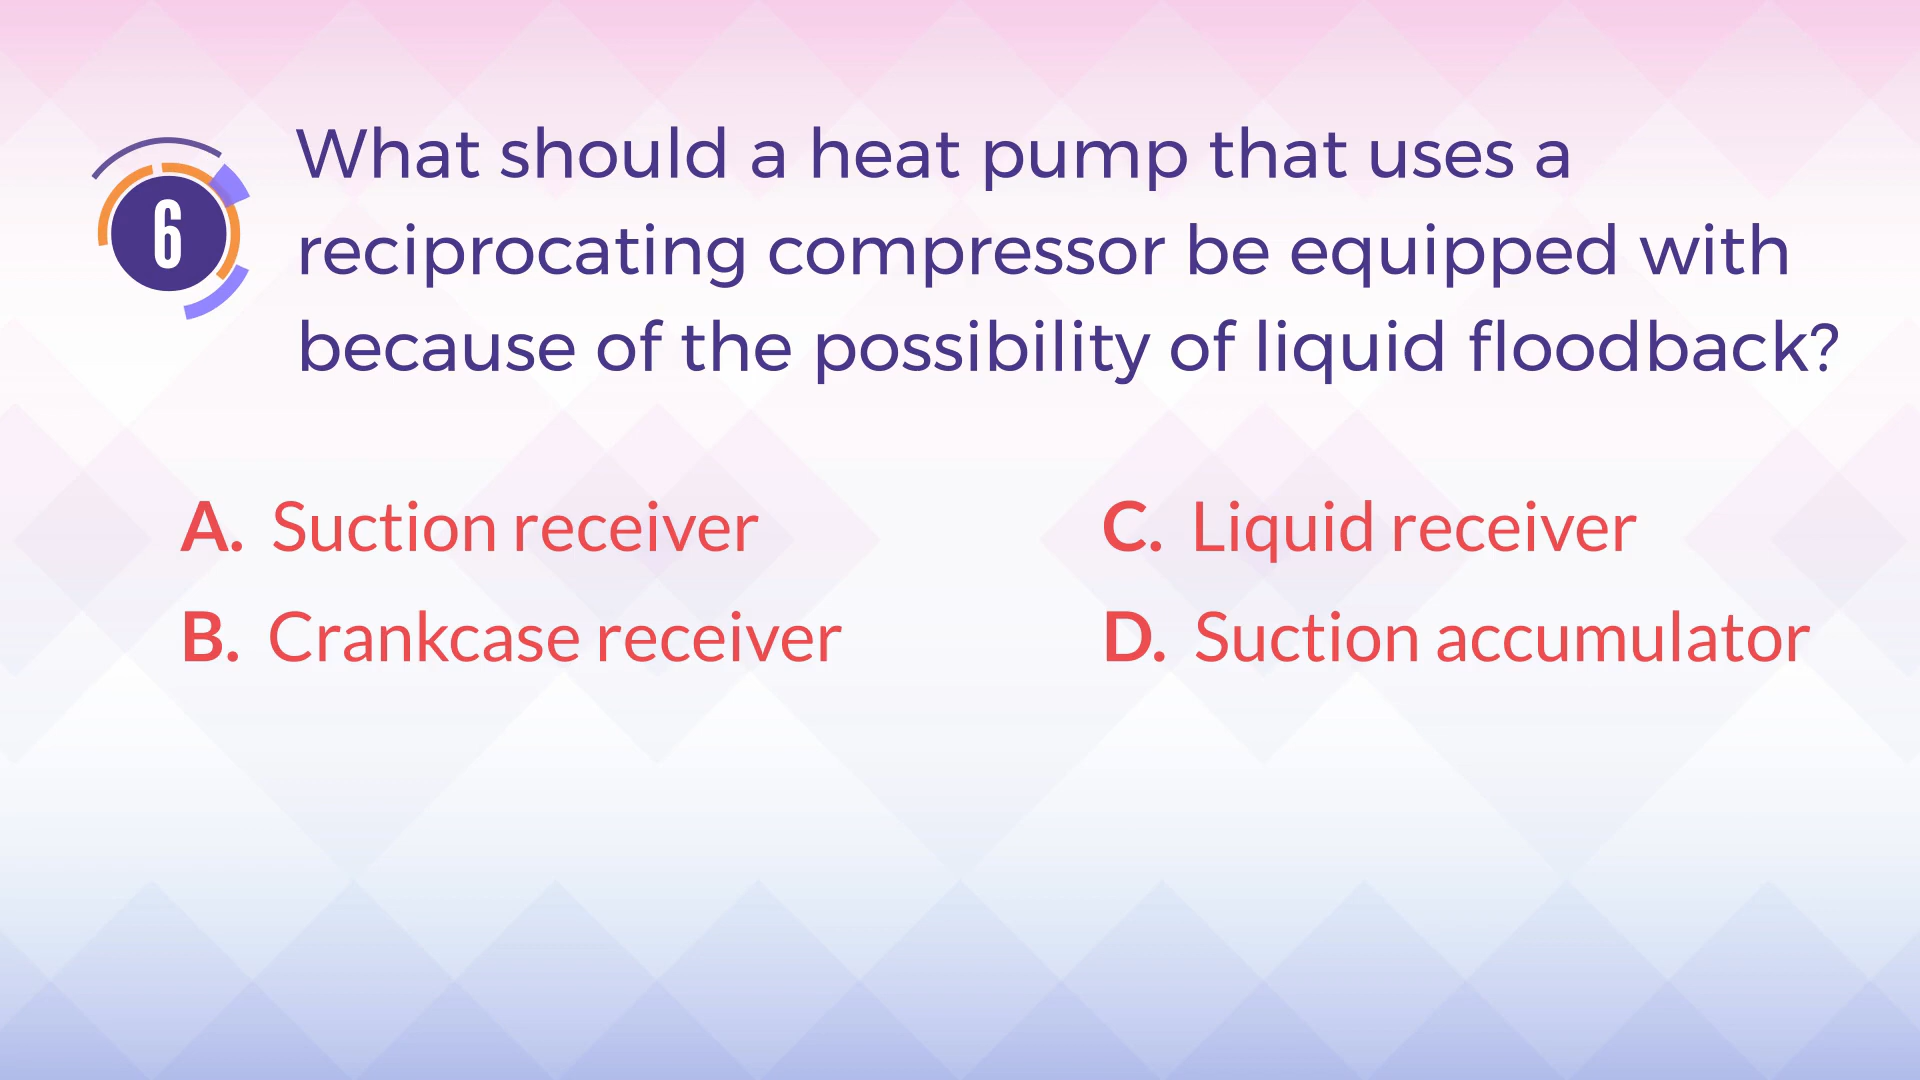 6
What should a heat pump that uses a
reciprocating compressor be equipped with
because of the possibility of liquid floodback?
A. Suction receiver
B. Crankcase receiver
C. Liquid receiver
D. Suction accumulator